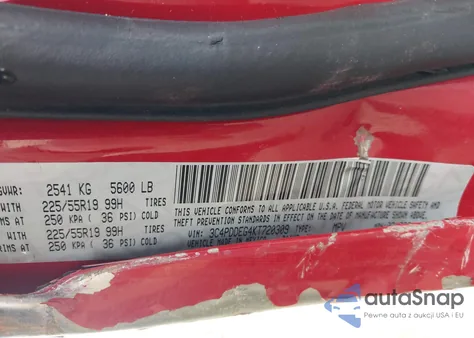 GVWR: 2541 KG 5600 LB
WITH 225/55R19 99H TIRES
RIMS AT 250 KPA ( 36 PSI) COLD
WITH 225/55R19 99H TIRES
RIMS AT 250 KPA ( 36 PSI) COLD
THIS VEHICLE CONFORMS TO ALL APPLICABLE U.S.A. FEDERAL MOTOR VEHICLE SAFETY AND
THEFT PREVENTION STANDARDS IN EFFECT ON THE DATE OF MANUFACTURE SHOWN ABOVE.
VIN: 3C4PDDEG4KT720309 TYPE: MPV
autoSnap
Pewne auta z aukcji USA i EU